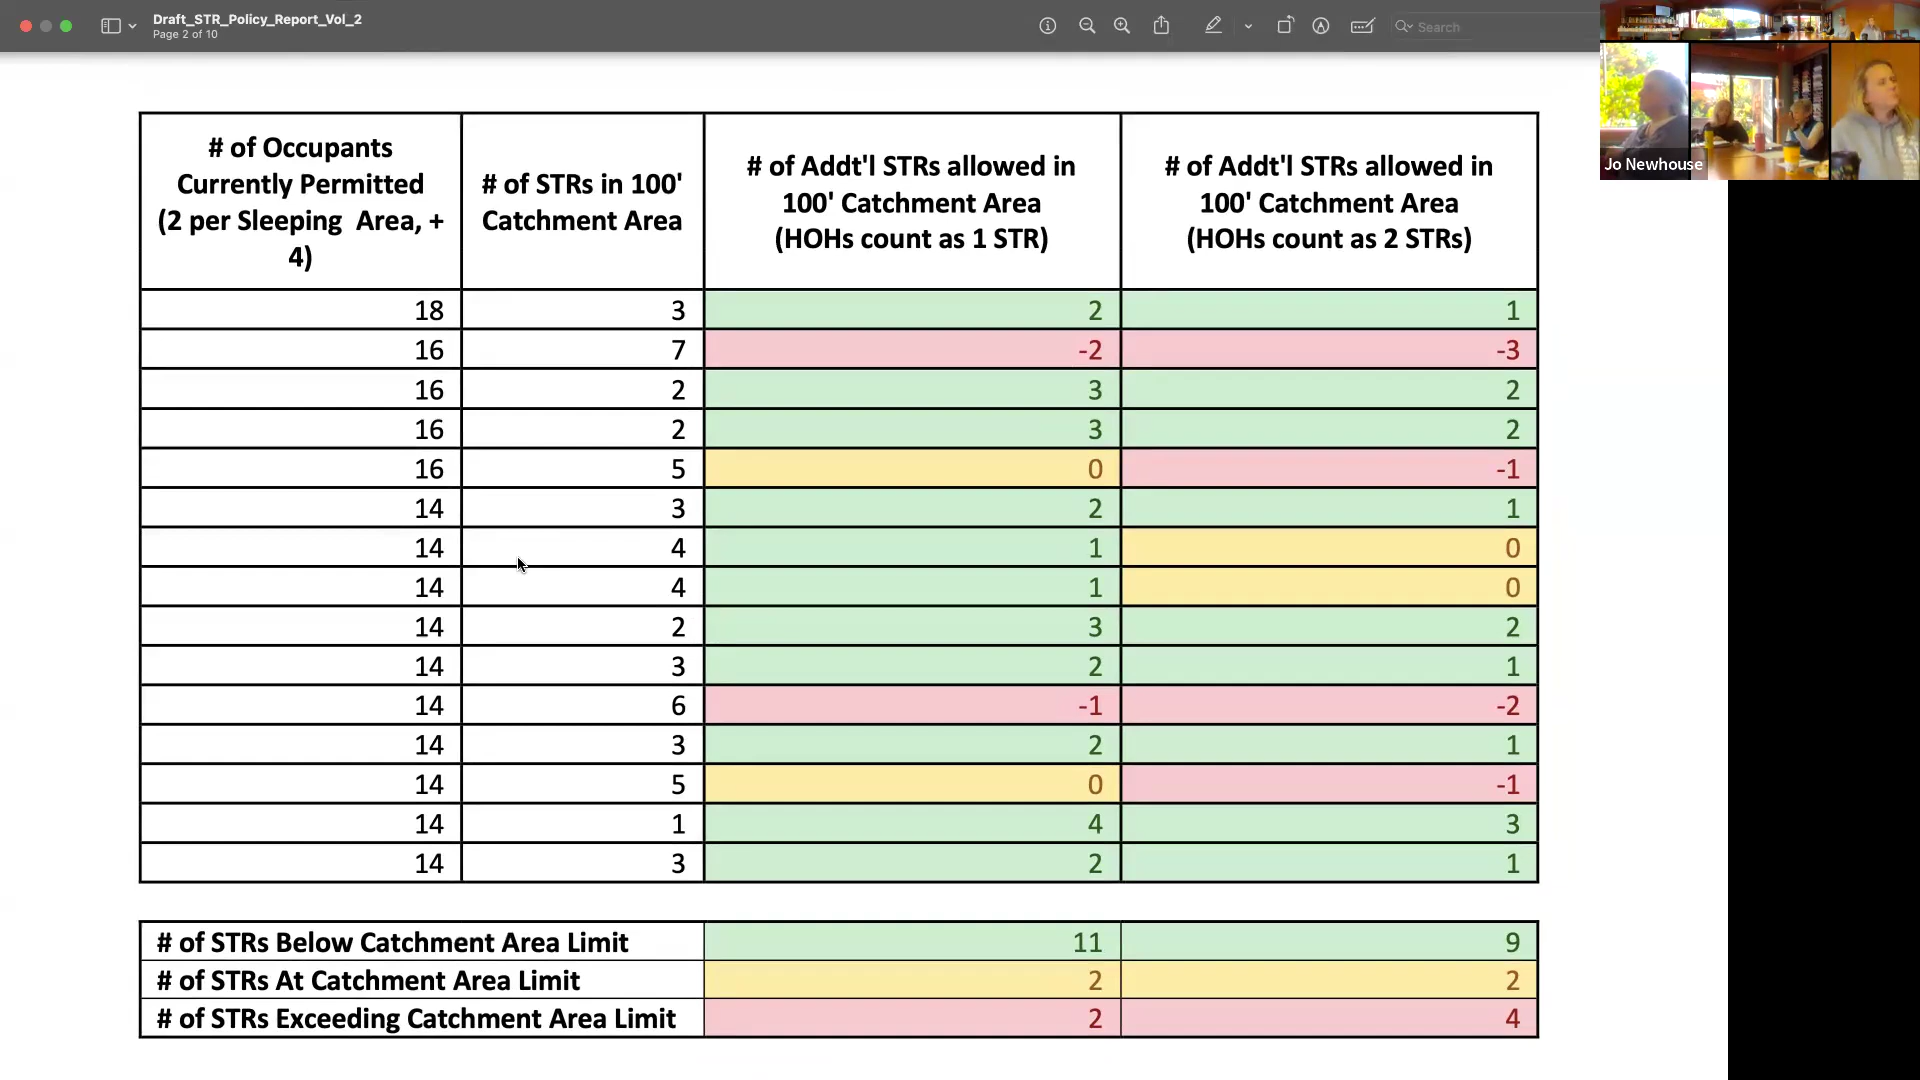 Draft_STR_Policy_Report_Vol_2
Page 2 of 10
Search
Jo Newhouse
# of Occupants
Currently Permitted
(2 per Sleeping Area, +
4)
# of STRs in 100'
Catchment Area
# of Addt'l STRs allowed in
100' Catchment Area
(HOHs count as 1 STR)
# of Addt'l STRs allowed in
100' Catchment Area
(HOHs count as 2 STRs)
18 3 2 1
16 7 -2 -3
16 2 3 2
16 2 3 2
16 5 0 -1
14 3 2 1
14 4 1 0
14 4 1 0
14 2 3 2
14 3 2 1
14 6 -1 -2
14 3 2 1
14 5 0 -1
14 1 4 3
14 3 2 1
# of STRs Below Catchment Area Limit 11 9
# of STRs At Catchment Area Limit 2 2
# of STRs Exceeding Catchment Area Limit 2 4